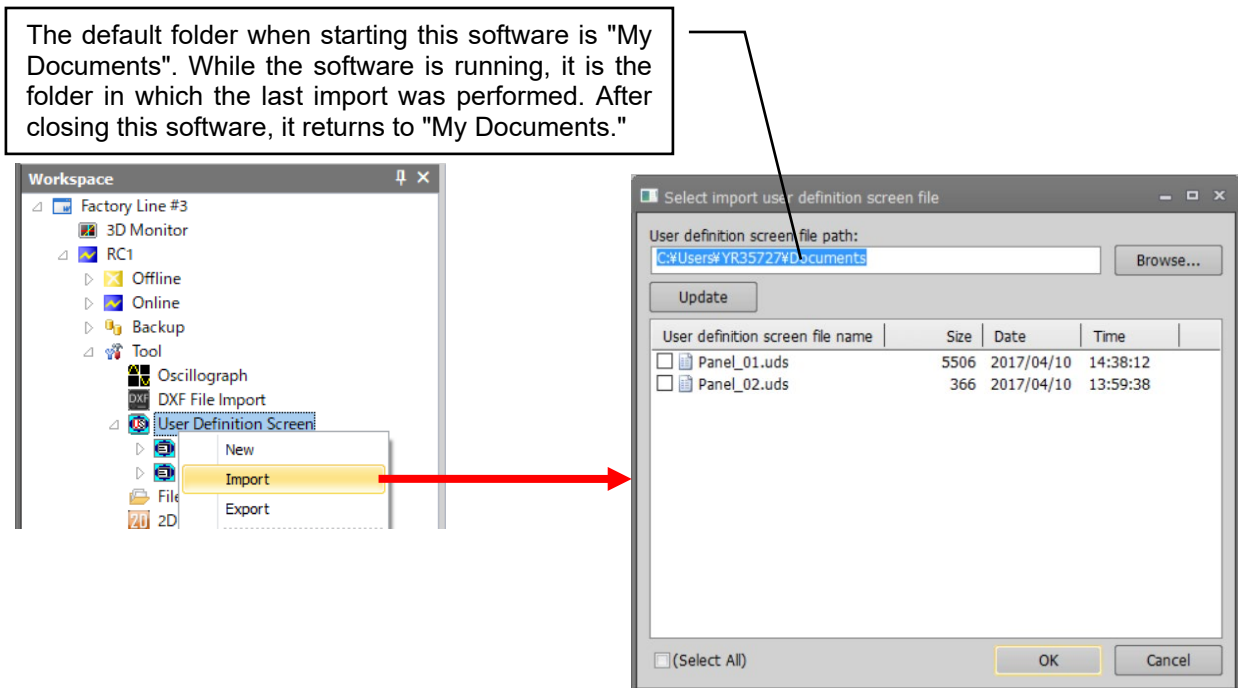 The default folder when starting this software is "My
Documents". While the software is running, it is the
folder in which the last import was performed. After
closing this software, it returns to "My Documents."
Workspace
Factory Line #3
3D Monitor
RC1
Offline
Online
Backup
Tool
Oscillograph
DXF File Import
User Definition Screen
New
Import
File
Export
2D
Select import user definition screen file
User definition screen file path:
C:¥Users¥YR35727¥Documents
Browse...
Update
User definition screen file name Size Date Time
Panel_01.uds 5506 2017/04/10 14:38:12
Panel_02.uds 366 2017/04/10 13:59:38
(Select All)
OK Cancel